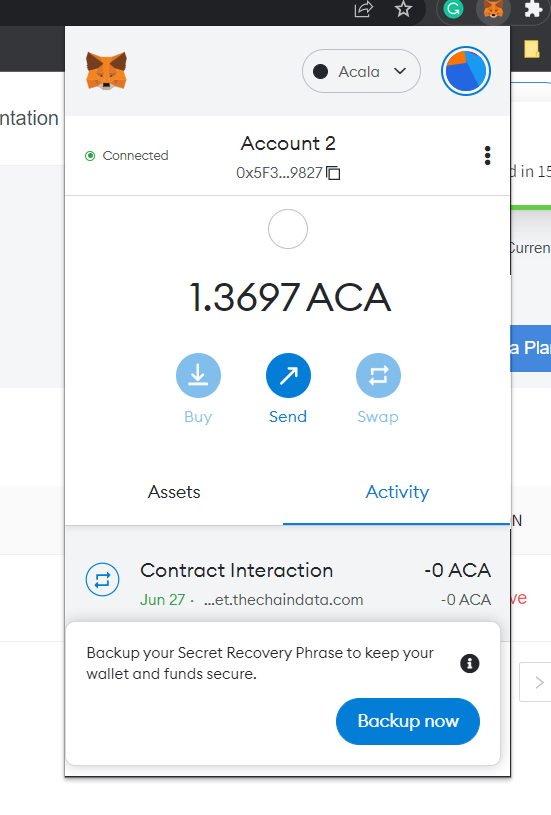 Acala
ntation
Connected
Account 2
0x5F3...9827
d in 15
Curren
1.3697 ACA
a Pla
Buy
Send
Swap
Assets
Activity
N
Contract Interaction
-0 ACA
Jun 27 · ...et.thechaindata.com
-0 ACA
ve
Backup your Secret Recovery Phrase to keep your
wallet and funds secure.
Backup now